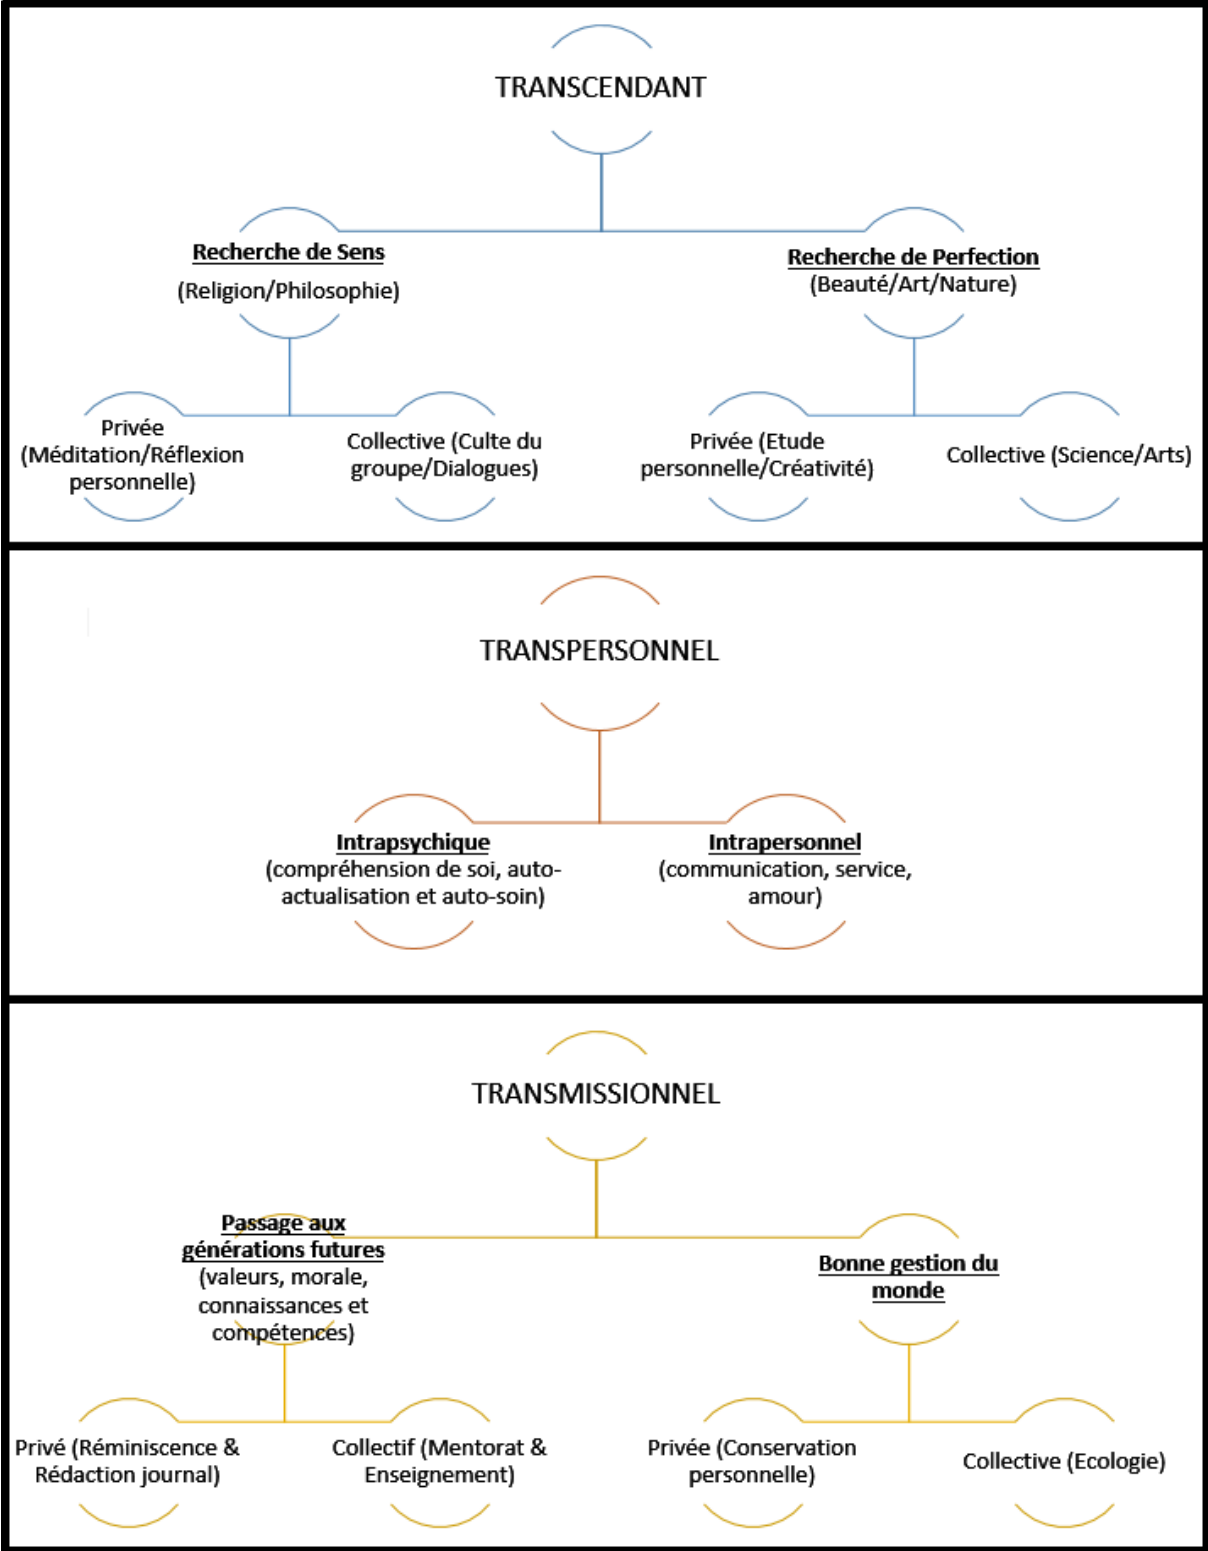 TRANSCENDANT
Recherche de Sens
(Religion/Philosophie)
Recherche de Perfection
(Beauté/Art/Nature)
Privée
(Méditation/Réflexion
personnelle)
Collective (Culte du
groupe/Dialogues)
Privée (Etude
personnelle/Créativité)
Collective (Science/Arts)
TRANSPERSONNEL
Intrapsychique
(compréhension de soi, auto-
actualisation et auto-soin)
Intrapersonnel
(communication, service,
amour)
TRANSMISSIONNEL
Passage aux
générations futures
(valeurs, morale,
connaissances et
compétences)
Bonne gestion du
monde
Privé (Réminiscence &
Rédaction journal)
Collectif (Mentorat &
Enseignement)
Privée (Conservation
personnelle)
Collective (Ecologie)